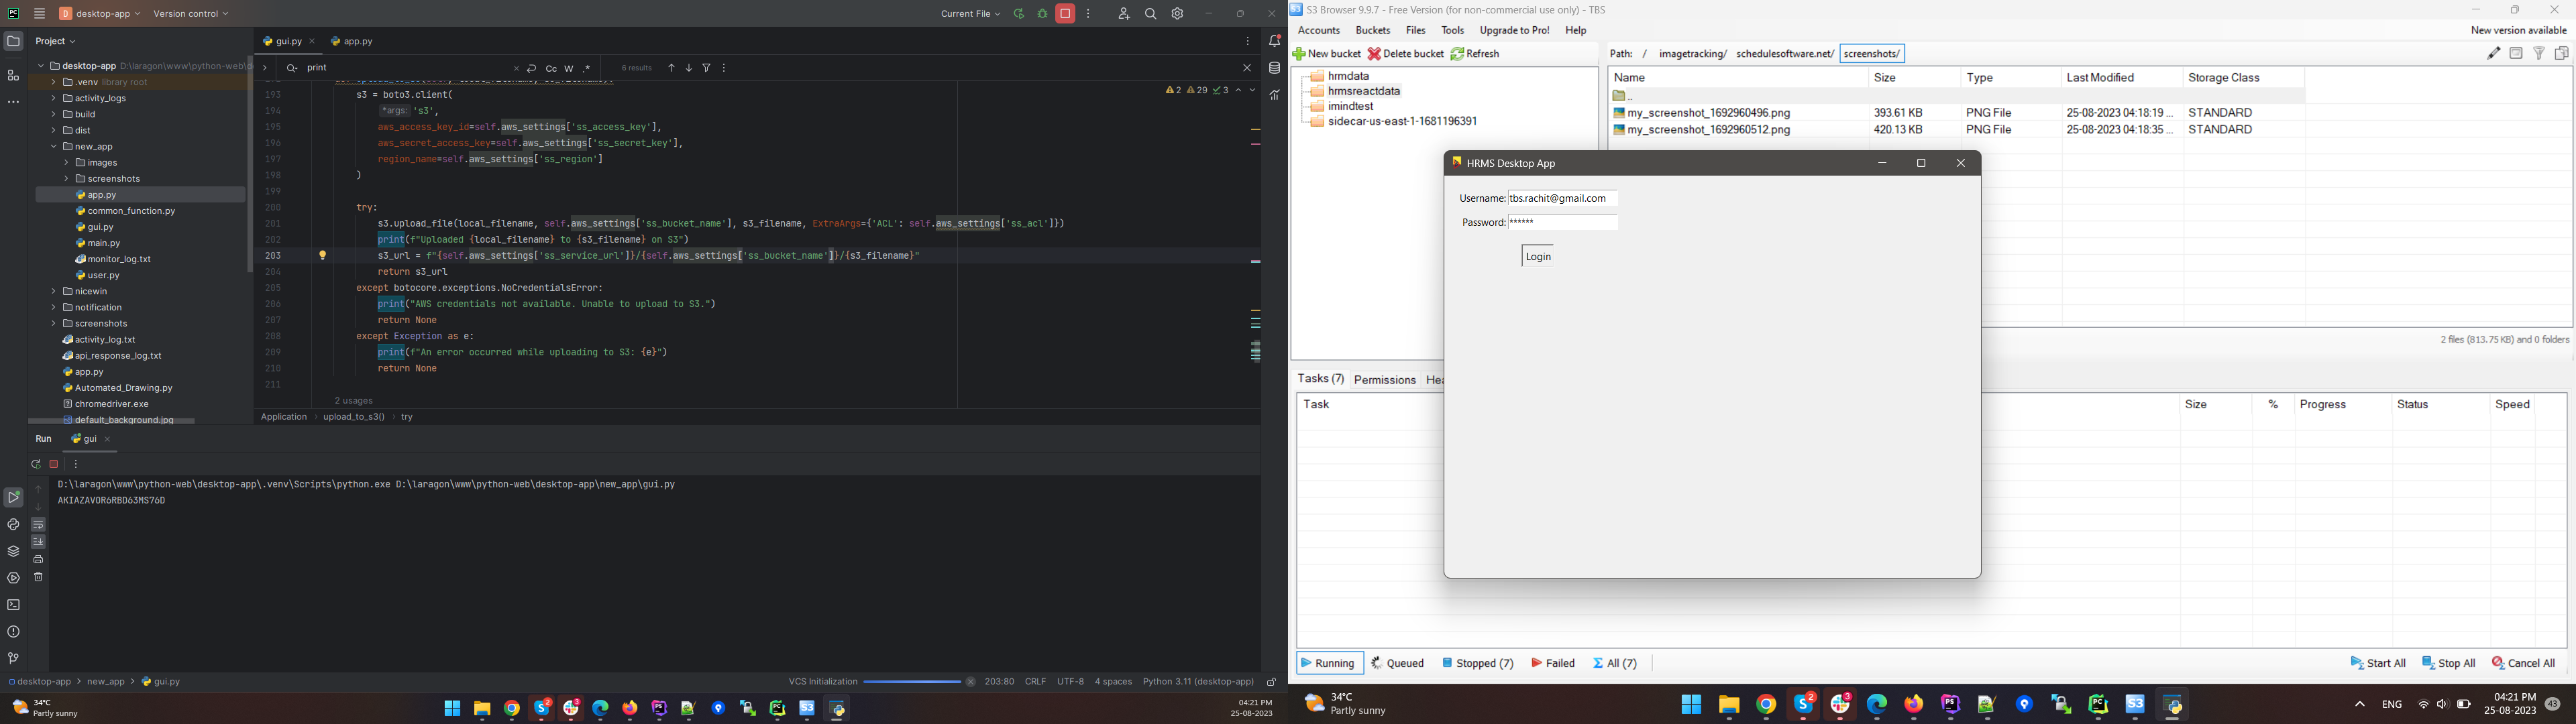 desktop-app
Version control
Current File
Project
gui.py
app.py
desktop-app D:\laragon\www\python-web\d
.venv library root
activity_logs
build
dist
new_app
images
screenshots
app.py
common_function.py
gui.py
main.py
monitor_log.txt
user.py
nicewin
notification
screenshots
activity_log.txt
api_response_log.txt
app.py
Automated_Drawing.py
chromedriver.exe
default_background.jpg
print
Cc W .*
6 results
2 29 3
193 s3 = boto3.client(
194 *args: 's3',
195 aws_access_key_id=self.aws_settings['ss_access_key'],
196 aws_secret_access_key=self.aws_settings['ss_secret_key'],
197 region_name=self.aws_settings['ss_region']
198 )
199
200 try:
201 s3.upload_file(local_filename, self.aws_settings['ss_bucket_name'], s3_filename, ExtraArgs={'ACL': self.aws_settings['ss_acl']})
202 print(f"Uploaded {local_filename} to {s3_filename} on S3")
203 s3_url = f"{self.aws_settings['ss_service_url']}/{self.aws_settings['ss_bucket_name']}/{s3_filename}"
204 return s3_url
205 except botocore.exceptions.NoCredentialsError:
206 print("AWS credentials not available. Unable to upload to S3.")
207 return None
208 except Exception as e:
209 print(f"An error occurred while uploading to S3: {e}")
210 return None
211
2 usages
Application > upload_to_s3() > try
Run
gui
D:\laragon\www\python-web\desktop-app\.venv\Scripts\python.exe D:\laragon\www\python-web\desktop-app\new_app\gui.py
AKIAZAVOR6RBD63MS76D
desktop-app > new_app > gui.py
VCS Initialization
203:80 CRLF UTF-8 4 spaces Python 3.11 (desktop-app)
34°C
Partly sunny
04:21 PM
25-08-2023
S3 Browser 9.9.7 - Free Version (for non-commercial use only) - TBS
Accounts Buckets Files Tools Upgrade to Pro! Help
New version available
New bucket Delete bucket Refresh
Path: / imagetracking/ schedulesoftware.net/ screenshots/
hrmdata
hrmsreactdata
imindtest
sidecar-us-east-1-1681196391
Name Size Type Last Modified Storage Class
..
my_screenshot_1692960496.png 393.61 KB PNG File 25-08-2023 04:18:19 ... STANDARD
my_screenshot_1692960512.png 420.13 KB PNG File 25-08-2023 04:18:35 ... STANDARD
2 files (813.75 KB) and 0 folders
HRMS Desktop App
Username: tbs.rachit@gmail.com
Password: ******
Login
Tasks (7) Permissions Hea
Task Size % Progress Status Speed
Running Queued Stopped (7) Failed All (7)
Start All Stop All Cancel All
34°C
Partly sunny
ENG
04:21 PM
25-08-2023
43